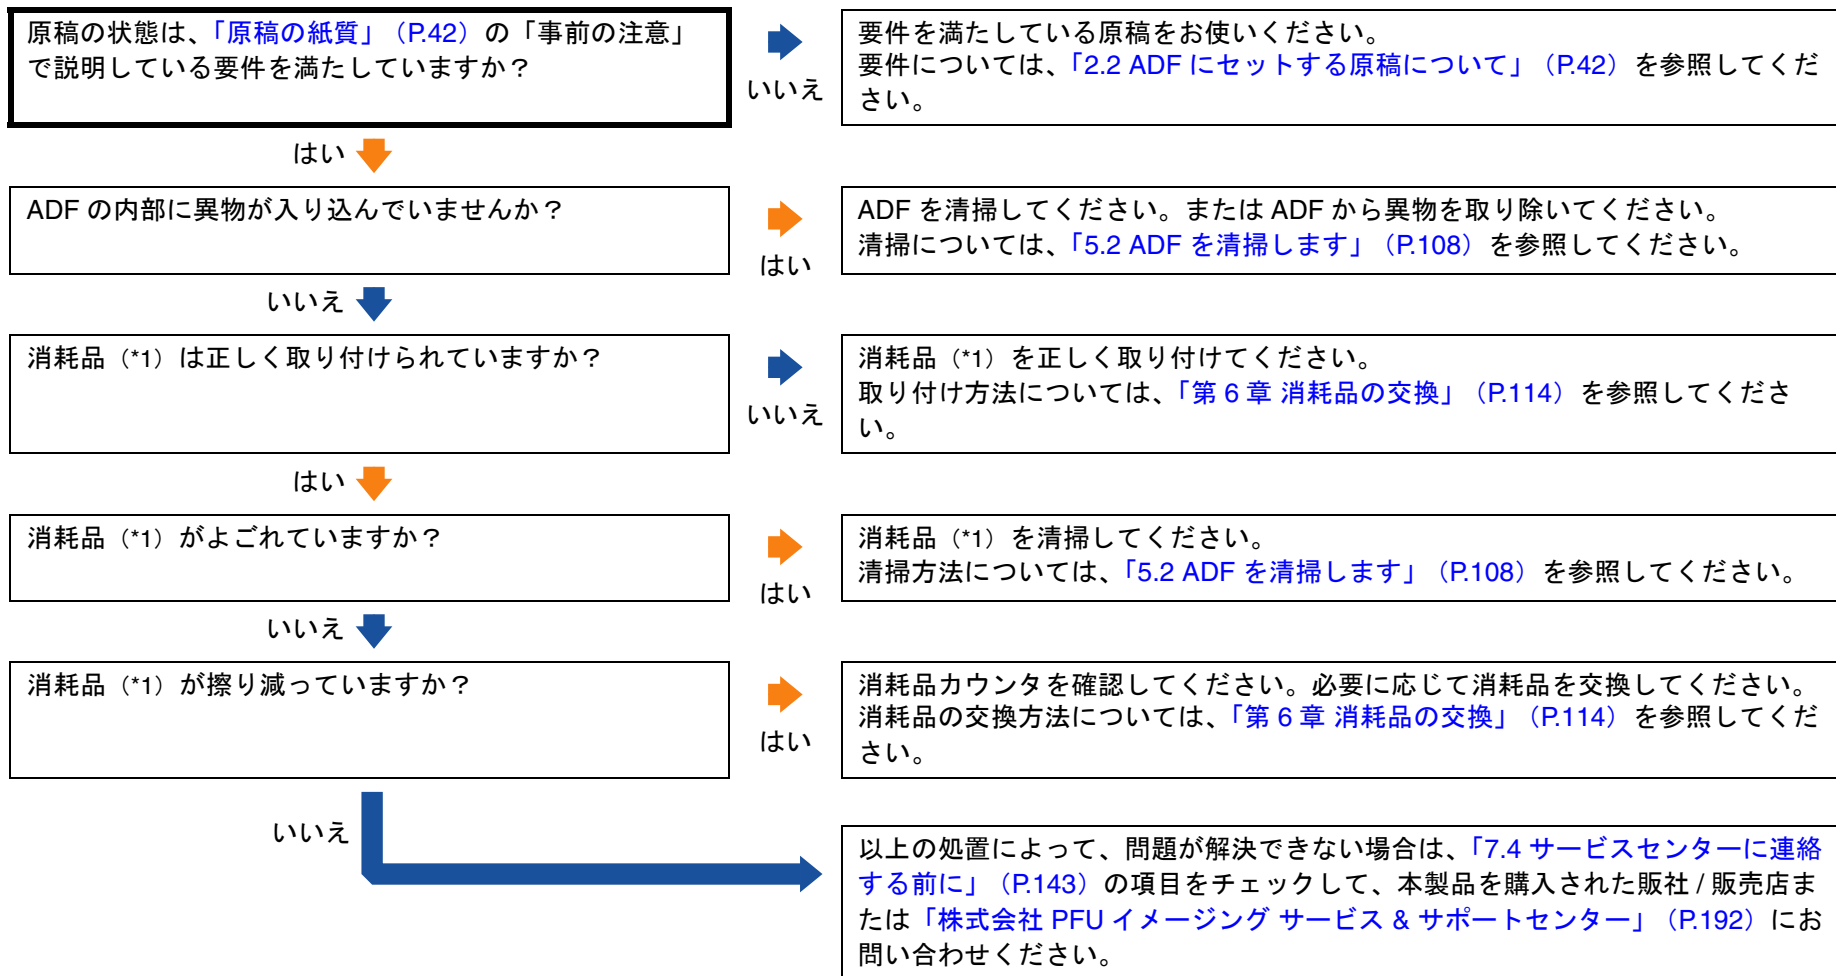 原稿の状態は、「原稿の紙質」（P.42）の「事前の注意」
で説明している要件を満たしていますか？
いいえ
要件を満たしている原稿をお使いください。
要件については、「2.2 ADF にセットする原稿について」（P.42）を参照してくだ
さい。
はい
ADF の内部に異物が入り込んでいませんか？
はい
ADF を清掃してください。または ADF から異物を取り除いてください。
清掃については、「5.2 ADF を清掃します」（P.108）を参照してください。
いいえ
消耗品（*1）は正しく取り付けられていますか？
いいえ
消耗品（*1）を正しく取り付けてください。
取り付け方法については、「第 6 章 消耗品の交換」（P.114）を参照してくださ
い。
はい
消耗品（*1）がよごれていますか？
はい
消耗品（*1）を清掃してください。
清掃方法については、「5.2 ADF を清掃します」（P.108）を参照してください。
いいえ
消耗品（*1）が擦り減っていますか？
はい
消耗品カウンタを確認してください。必要に応じて消耗品を交換してください。
消耗品の交換方法については、「第 6 章 消耗品の交換」（P.114）を参照してくだ
さい。
いいえ
以上の処置によって、問題が解決できない場合は、「7.4 サービスセンターに連絡
する前に」（P.143）の項目をチェックして、本製品を購入された販社 / 販売店ま
たは「株式会社 PFU イメージング サービス & サポートセンター」（P.192）にお
問い合わせください。